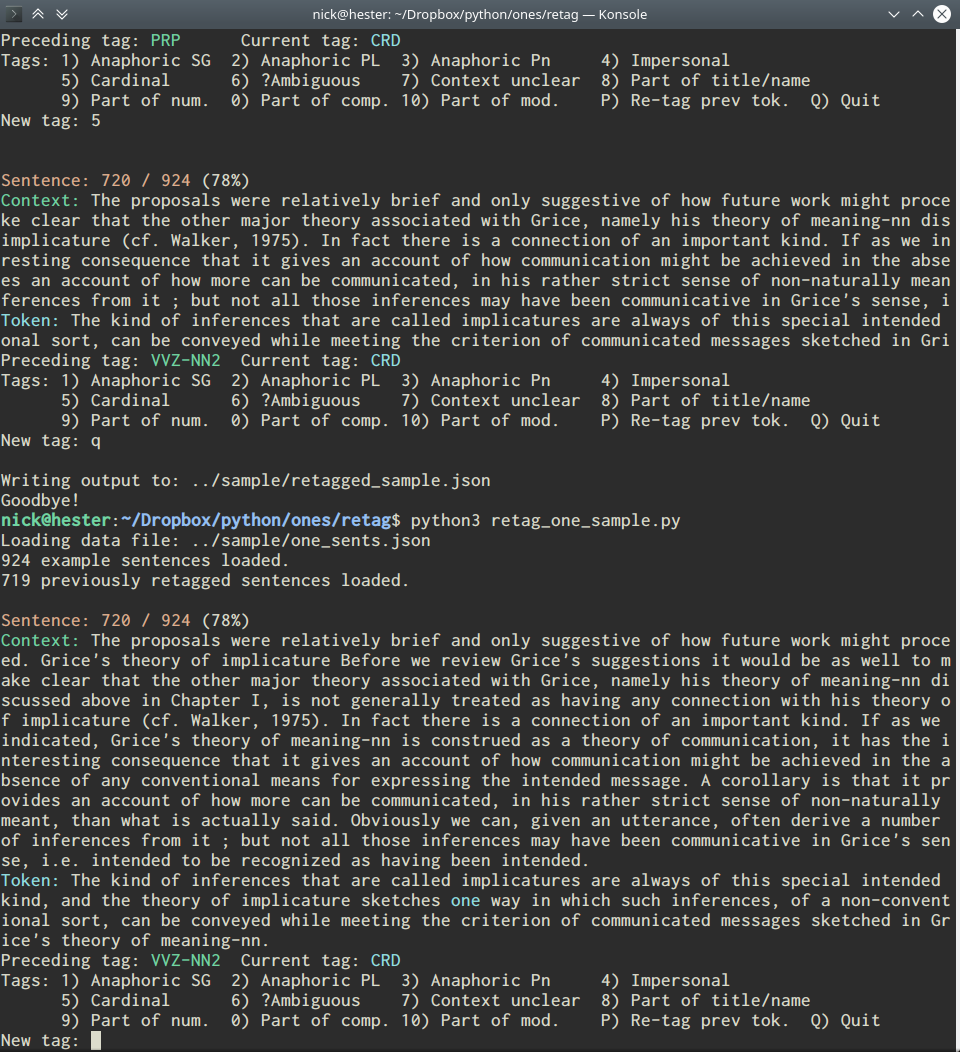 nick@hester: ~/Dropbox/python/ones/retag — Konsole
Preceding tag: PRP      Current tag: CRD
Tags: 1) Anaphoric SG  2) Anaphoric PL  3) Anaphoric Pn     4) Impersonal
      5) Cardinal      6) ?Ambiguous    7) Context unclear  8) Part of title/name
      9) Part of num.  0) Part of comp. 10) Part of mod.    P) Re-tag prev tok.  Q) Quit
New tag: 5
Sentence: 720 / 924 (78%)
Context: The proposals were relatively brief and only suggestive of how future work might proce
ke clear that the other major theory associated with Grice, namely his theory of meaning-nn dis
implicature (cf. Walker, 1975). In fact there is a connection of an important kind. If as we in
resting consequence that it gives an account of how communication might be achieved in the abse
es an account of how more can be communicated, in his rather strict sense of non-naturally mean
ferences from it ; but not all those inferences may have been communicative in Grice's sense, i
Token: The kind of inferences that are called implicatures are always of this special intended
onal sort, can be conveyed while meeting the criterion of communicated messages sketched in Gri
Preceding tag: VVZ-NN2  Current tag: CRD
Tags: 1) Anaphoric SG  2) Anaphoric PL  3) Anaphoric Pn     4) Impersonal
      5) Cardinal      6) ?Ambiguous    7) Context unclear  8) Part of title/name
      9) Part of num.  0) Part of comp. 10) Part of mod.    P) Re-tag prev tok.  Q) Quit
New tag: q
Writing output to: ../sample/retagged_sample.json
Goodbye!
nick@hester:~/Dropbox/python/ones/retag$ python3 retag_one_sample.py
Loading data file: ../sample/one_sents.json
924 example sentences loaded.
719 previously retagged sentences loaded.
Sentence: 720 / 924 (78%)
Context: The proposals were relatively brief and only suggestive of how future work might proce
ed. Grice's theory of implicature Before we review Grice's suggestions it would be as well to m
ake clear that the other major theory associated with Grice, namely his theory of meaning-nn di
scussed above in Chapter I, is not generally treated as having any connection with his theory o
f implicature (cf. Walker, 1975). In fact there is a connection of an important kind. If as we
indicated, Grice's theory of meaning-nn is construed as a theory of communication, it has the i
nteresting consequence that it gives an account of how communication might be achieved in the a
bsence of any conventional means for expressing the intended message. A corollary is that it pr
ovides an account of how more can be communicated, in his rather strict sense of non-naturally
meant, than what is actually said. Obviously we can, given an utterance, often derive a number
of inferences from it ; but not all those inferences may have been communicative in Grice's sen
se, i.e. intended to be recognized as having been intended.
Token: The kind of inferences that are called implicatures are always of this special intended
kind, and the theory of implicature sketches one way in which such inferences, of a non-convent
ional sort, can be conveyed while meeting the criterion of communicated messages sketched in Gr
ice's theory of meaning-nn.
Preceding tag: VVZ-NN2  Current tag: CRD
Tags: 1) Anaphoric SG  2) Anaphoric PL  3) Anaphoric Pn     4) Impersonal
      5) Cardinal      6) ?Ambiguous    7) Context unclear  8) Part of title/name
      9) Part of num.  0) Part of comp. 10) Part of mod.    P) Re-tag prev tok.  Q) Quit
New tag: